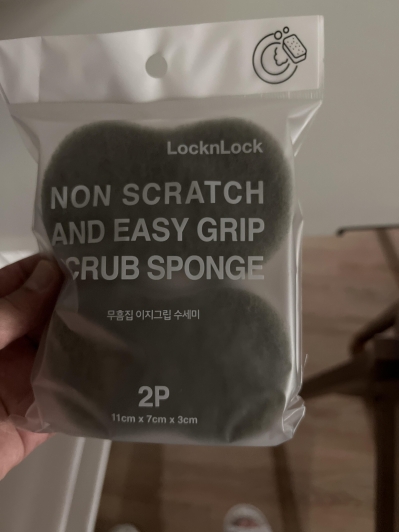 LocknLock
NON SCRATCH
AND EASY GRIP
SCRUB SPONGE
무흠집 이지그립 수세미
2P
11cm x 7cm x 3cm